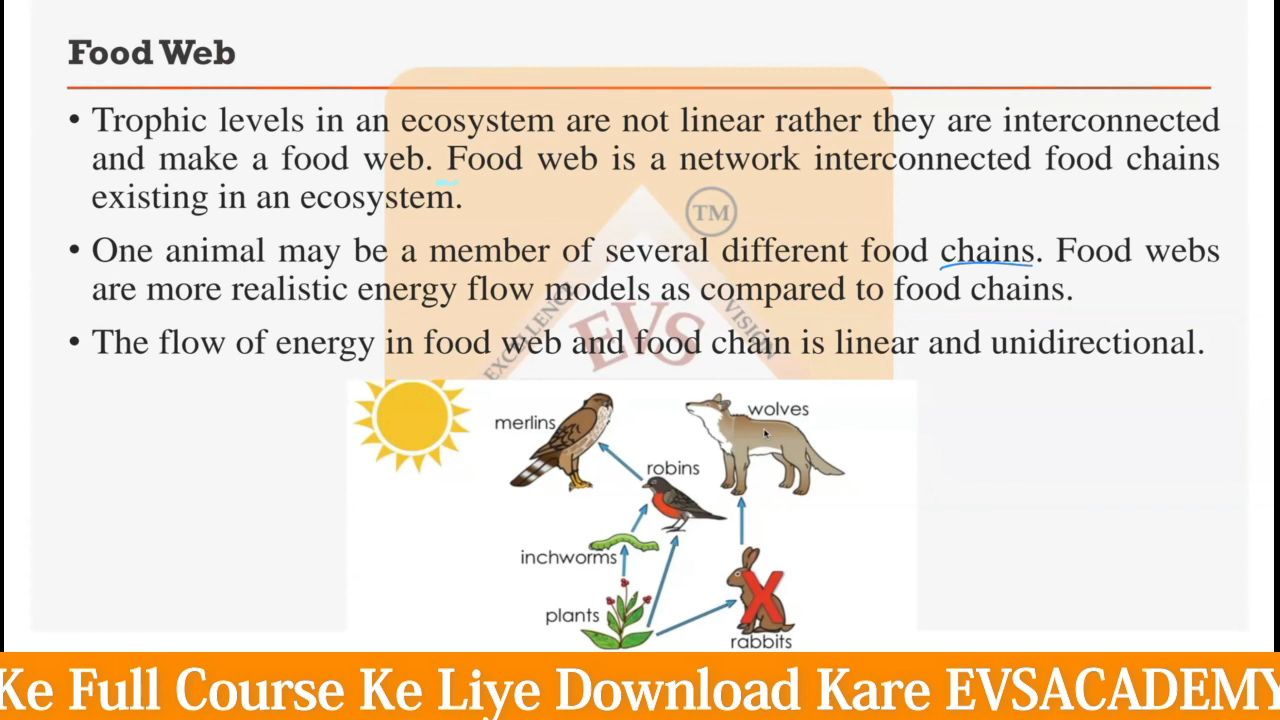 Food Web
• Trophic levels in an ecosystem are not linear rather they are interconnected
and make a food web. Food web is a network interconnected food chains
existing in an ecosystem.
TM
• One animal may be a member of several different food chains. Food webs
are more realistic energy flow models as compared to food chains.
EXCELLENCE
EVS
VISION
• The flow of energy in food web and food chain is linear and unidirectional.
merlins
wolves
robins
inchworms
plants
X
rabbits
Ke Full Course Ke Liye Download Kare EVSACADEMY